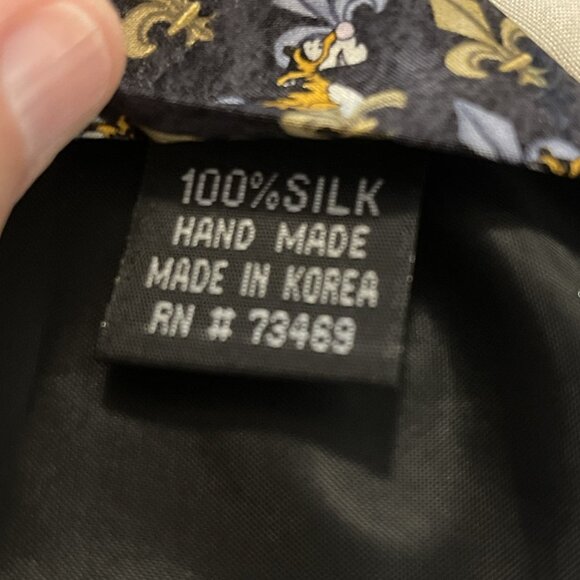 100%SILK
HAND MADE
MADE IN KOREA
RN # 73469